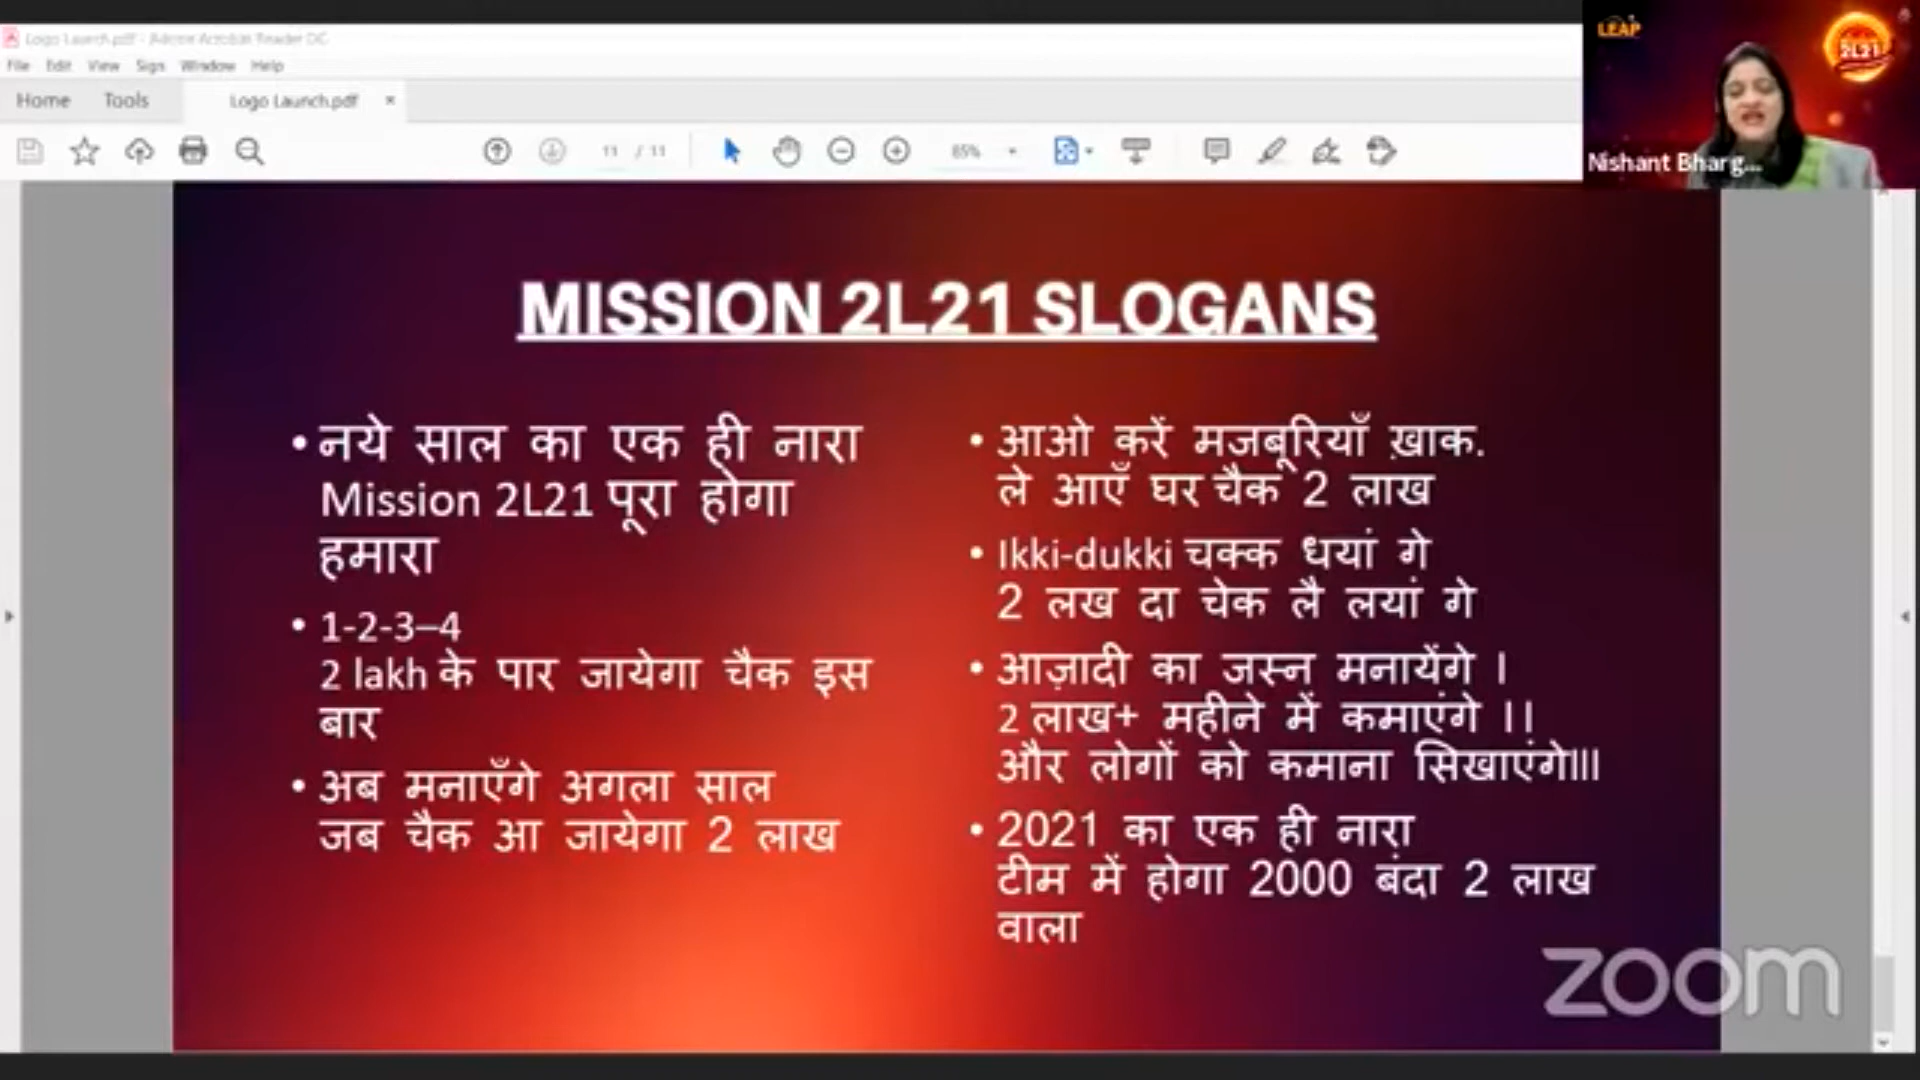 Logo Launch.pdf - Adobe Acrobat Reader DC
File Edit View Sign Window Help
Home Tools Logo Launch.pdf ×
11 / 11 85%
LEAP
2L21
Nishant Bharg...
MISSION 2L21 SLOGANS
• नये साल का एक ही नारा
Mission 2L21 पूरा होगा
हमारा
• 1-2-3–4
2 lakh के पार जायेगा चैक इस
बार
• अब मनाएँगे अगला साल
जब चैक आ जायेगा 2 लाख
• आओ करें मजबूरियाँ ख़ाक.
ले आएँ घर चैक 2 लाख
• Ikki-dukki चक्क धयां गे
2 लख दा चेक लै लयां गे
• आज़ादी का जस्न मनायेंगे |
2 लाख+ महीने में कमाएंगे ||
और लोगों को कमाना सिखाएंगे|||
• 2021 का एक ही नारा
टीम में होगा 2000 बंदा 2 लाख
वाला
zoom